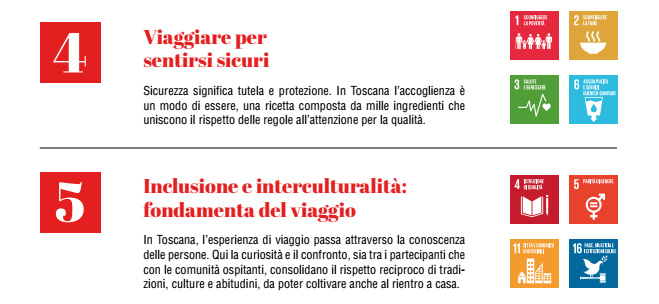 4
Viaggiare per
sentirsi sicuri
Sicurezza significa tutela e protezione. In Toscana l'accoglienza è
un modo di essere, una ricetta composta da mille ingredienti che
uniscono il rispetto delle regole all'attenzione per la qualità.
1 SCONFIGGERE
LA POVERTÀ
2 SCONFIGGERE
LA FAME
3 SALUTE
E BENESSERE
6 ACQUA PULITA
E SERVIZI
IGIENICO-SANITARI
5
Inclusione e interculturalità:
fondamenta del viaggio
In Toscana, l'esperienza di viaggio passa attraverso la conoscenza
delle persone. Qui la curiosità e il confronto, sia tra i partecipanti che
con le comunità ospitanti, consolidano il rispetto reciproco di tradi-
zioni, culture e abitudini, da poter coltivare anche al rientro a casa.
4 ISTRUZIONE
DI QUALITÀ
5 PARITÀ DI GENERE
11 CITTÀ E COMUNITÀ
SOSTENIBILI
16 PACE, GIUSTIZIA E
ISTITUZIONI SOLIDE